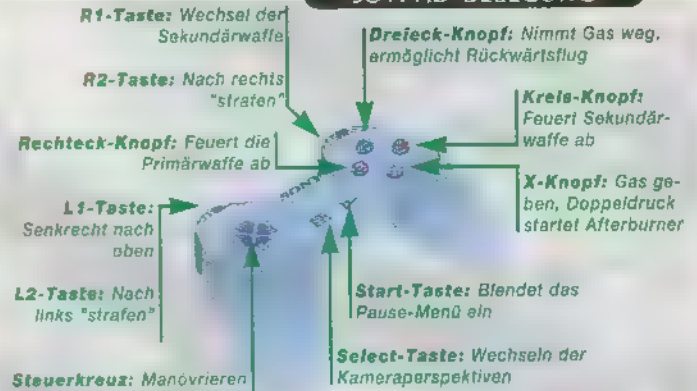 JOYPAD-BELEGUNG
R1-Taste: Wechsel der
Sekundärwaffe
Dreieck-Knopf: Nimmt Gas weg,
ermöglicht Rückwärtsflug
R2-Taste: Nach rechts
"strafen"
Kreis-Knopf:
Feuert Sekundär-
waffe ab
Rechteck-Knopf: Feuert die
Primärwaffe ab
SONY
X-Knopf: Gas ge-
ben, Doppeldruck
startet Afterburner
L1-Taste:
Senkrecht nach
oben
L2-Taste: Nach
links "strafen"
Start-Taste: Blendet das
Pause-Menü ein
Select-Taste: Wechseln der
Kameraperspektiven
Steuerkreuz: Manövrieren